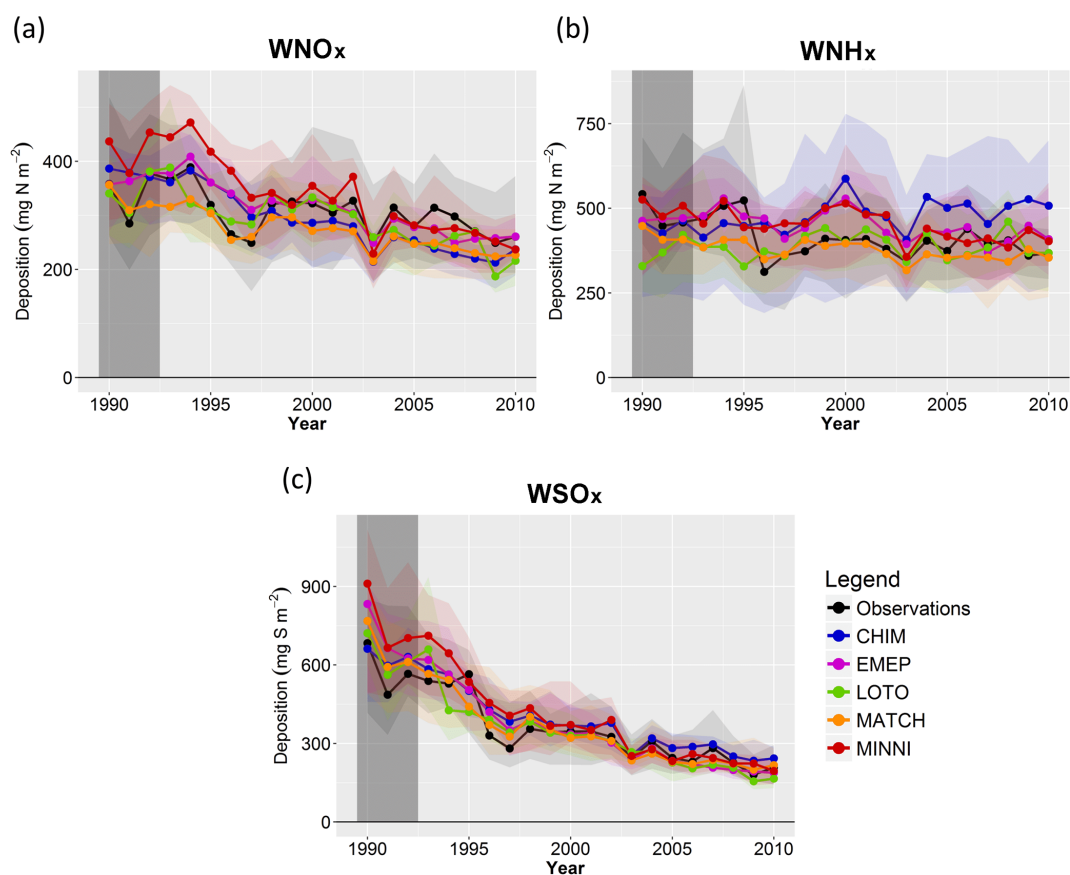 (a)
WNOx
Deposition (mg N m⁻²)
400
200
0
1990 1995 2000 2005 2010
Year
(b)
WNHx
Deposition (mg N m⁻²)
750
500
250
0
1990 1995 2000 2005 2010
Year
(c)
WSOx
Deposition (mg S m⁻²)
900
600
300
0
1990 1995 2000 2005 2010
Year
Legend
Observations
CHIM
EMEP
LOTO
MATCH
MINNI